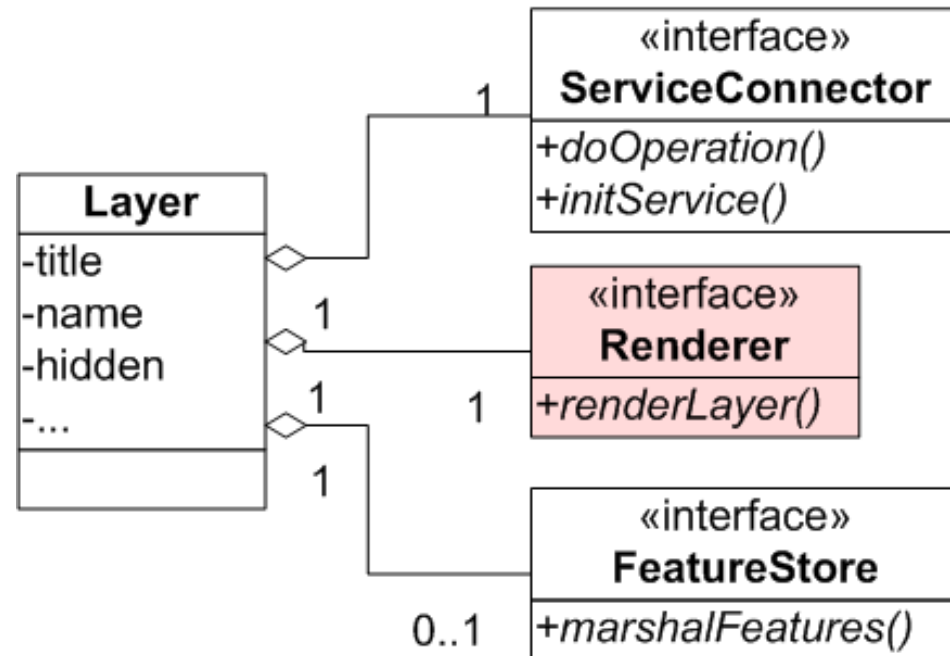 «interface»
ServiceConnector
+doOperation()
+initService()
1
Layer
-title
-name
-hidden
-...
1
1
1
«interface»
Renderer
+renderLayer()
1
«interface»
FeatureStore
+marshalFeatures()
0..1